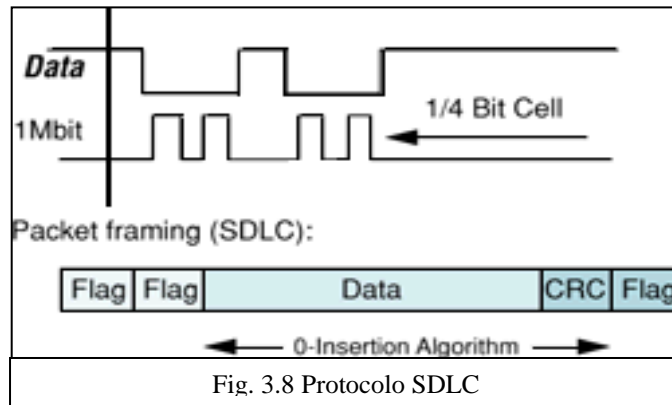 Data
1/4 Bit Cell
1Mbit
Packet framing (SDLC):
Flag Flag Data CRC Flag
0-Insertion Algorithm
Fig. 3.8 Protocolo SDLC